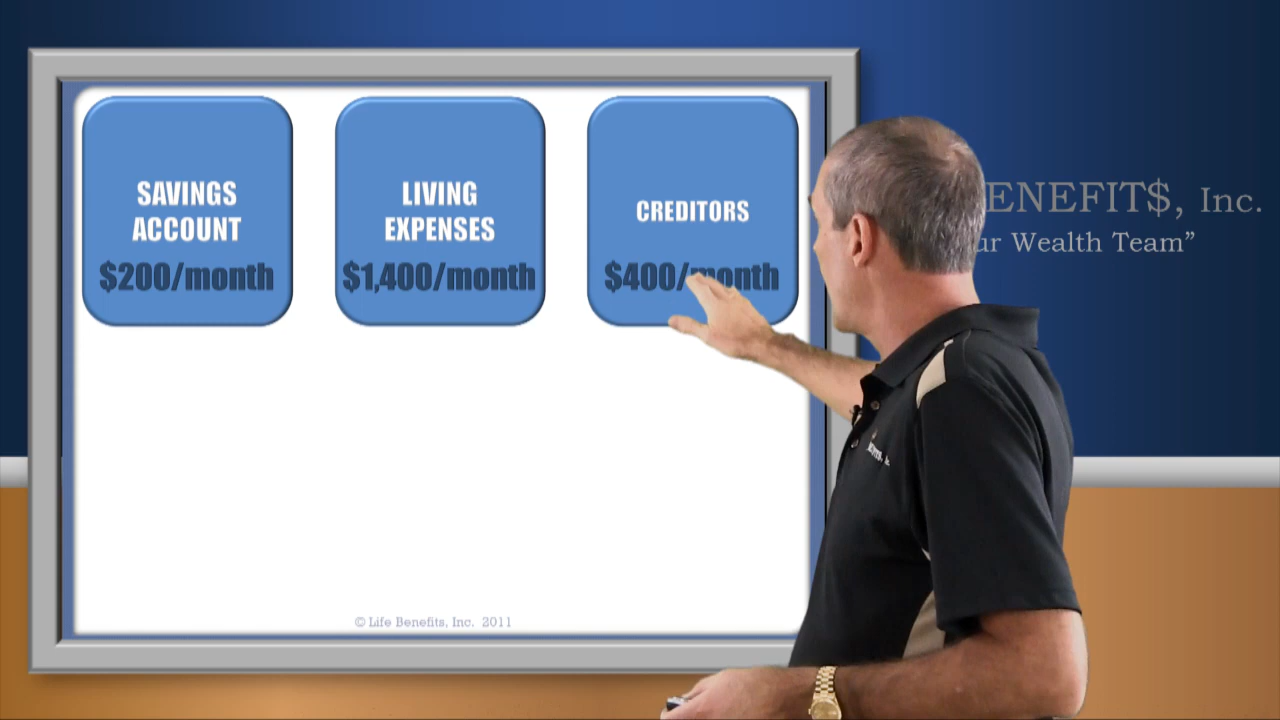 SAVINGS
ACCOUNT
$200/month
LIVING
EXPENSES
$1,400/month
CREDITORS
$400/month
ENEFIT$, Inc.
ur Wealth Team”
© Life Benefits, Inc. 2011